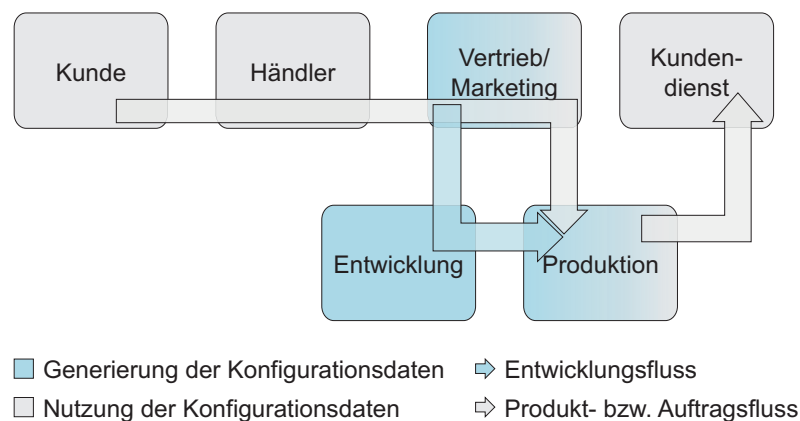 Kunde
Händler
Vertrieb/
Marketing
Kunden-
dienst
Entwicklung
Produktion
Generierung der Konfigurationsdaten
Entwicklungsfluss
Nutzung der Konfigurationsdaten
Produkt- bzw. Auftragsfluss